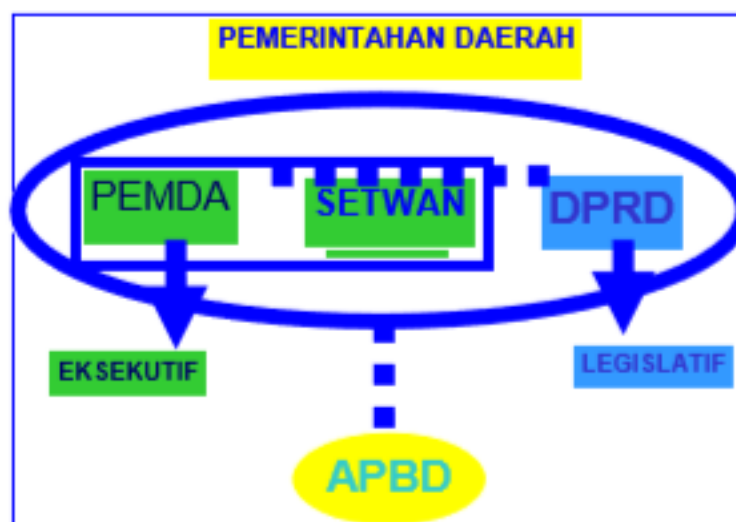 PEMERINTAHAN DAERAH
PEMDA
SETWAN
DPRD
EKSEKUTIF
LEGISLATIF
APBD